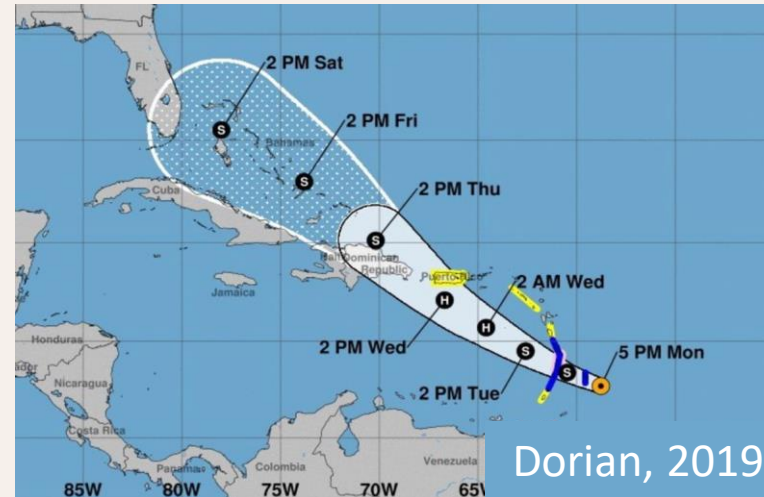 FL
2 PM Sat
2 PM Fri
Bahamas
Cuba
2 PM Thu
Dominican
Republic
Puerto Rico
2 AM Wed
Jamaica
H
H
S
S
S
S
S
2 PM Wed
5 PM Mon
2 PM Tue
Honduras
Nicaragua
Costa Rica
Panama
Colombia
Venezuela
Dorian, 2019
85W
80W
75W
70W
65W